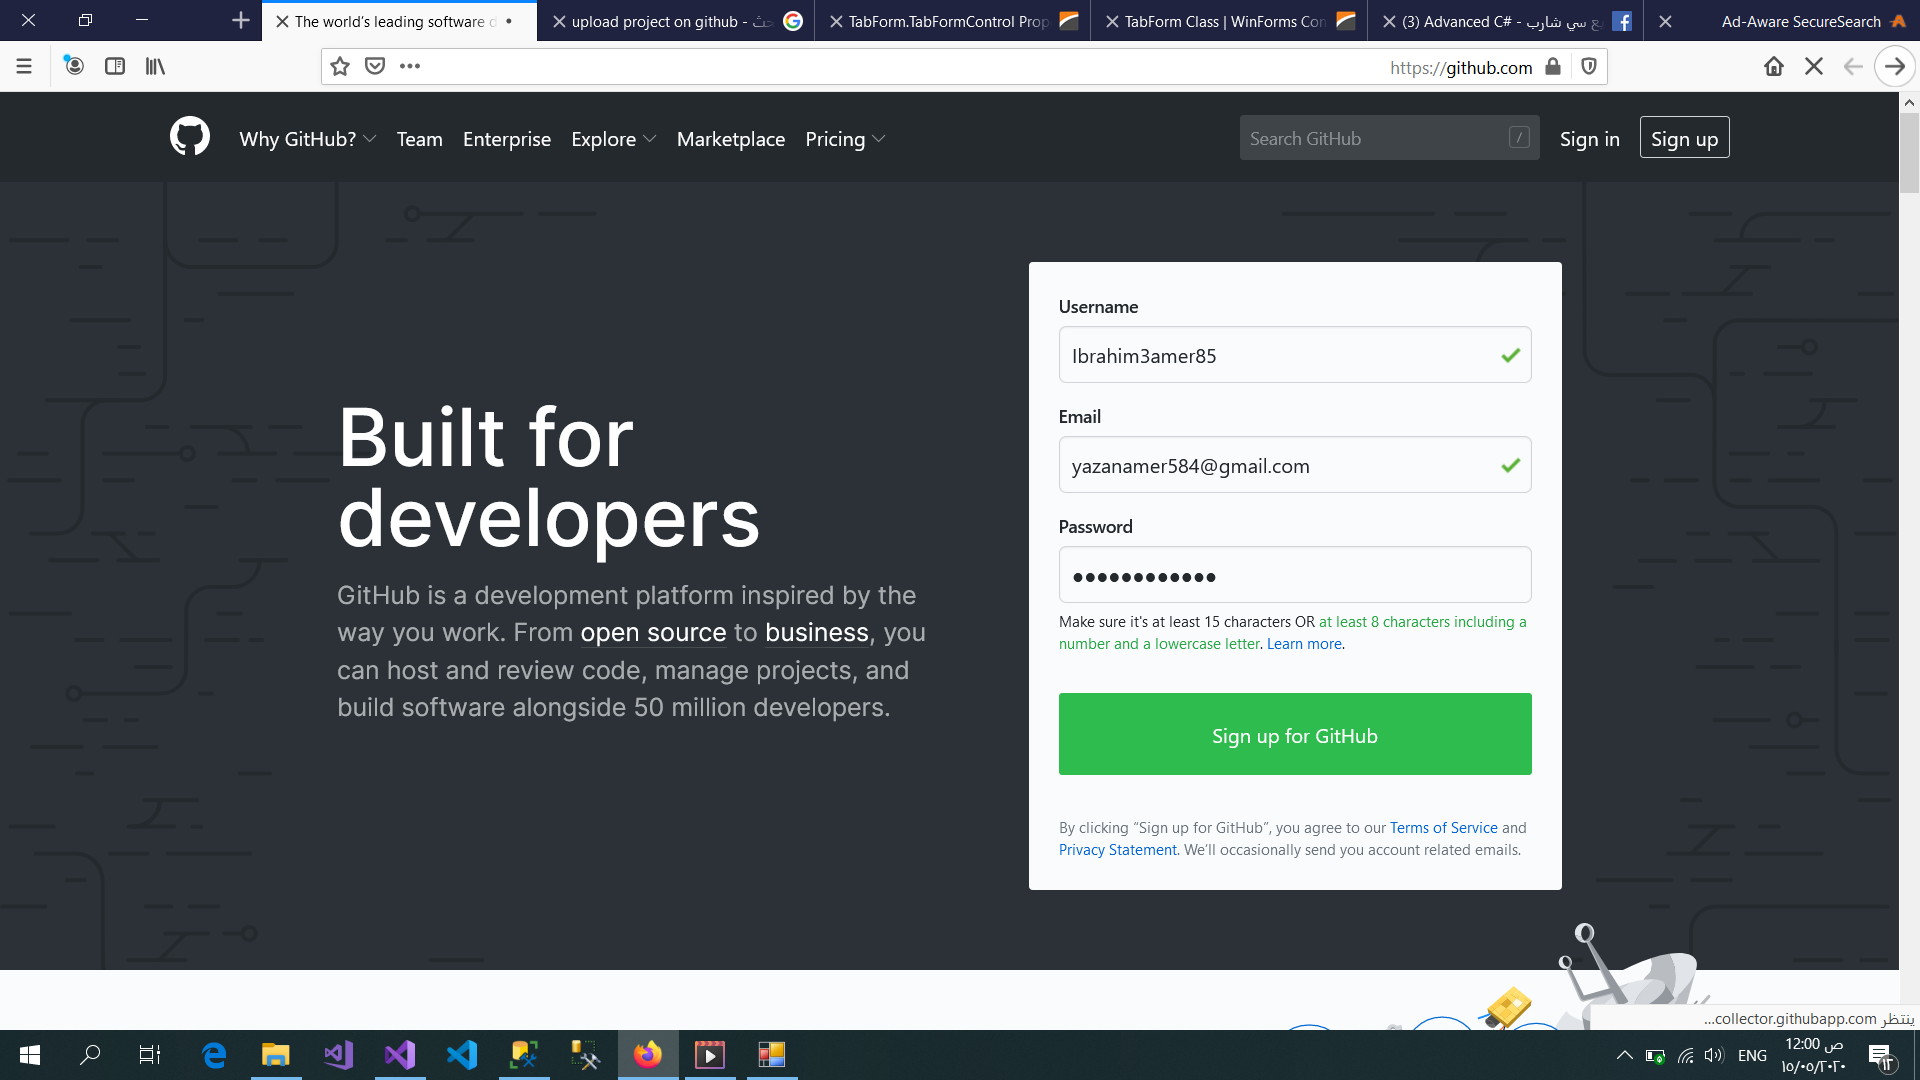 The world's leading software d
upload project on github - حث
TabForm.TabFormControl Prop
TabForm Class | WinForms Con
(3) Advanced C# - يع سي شارب
Ad-Aware SecureSearch
https://github.com
Why GitHub?
Team
Enterprise
Explore
Marketplace
Pricing
Search GitHub
/
Sign in
Sign up
Built for
developers
GitHub is a development platform inspired by the
way you work. From open source to business, you
can host and review code, manage projects, and
build software alongside 50 million developers.
Username
Ibrahim3amer85
Email
yazanamer584@gmail.com
Password
Make sure it's at least 15 characters OR at least 8 characters including a
number and a lowercase letter. Learn more.
Sign up for GitHub
By clicking “Sign up for GitHub”, you agree to our Terms of Service and
Privacy Statement. We’ll occasionally send you account related emails.
ينتظر collector.githubapp.com...
ENG
12:00 ص
١٥/٠٥/٢٠٢٠
١٣